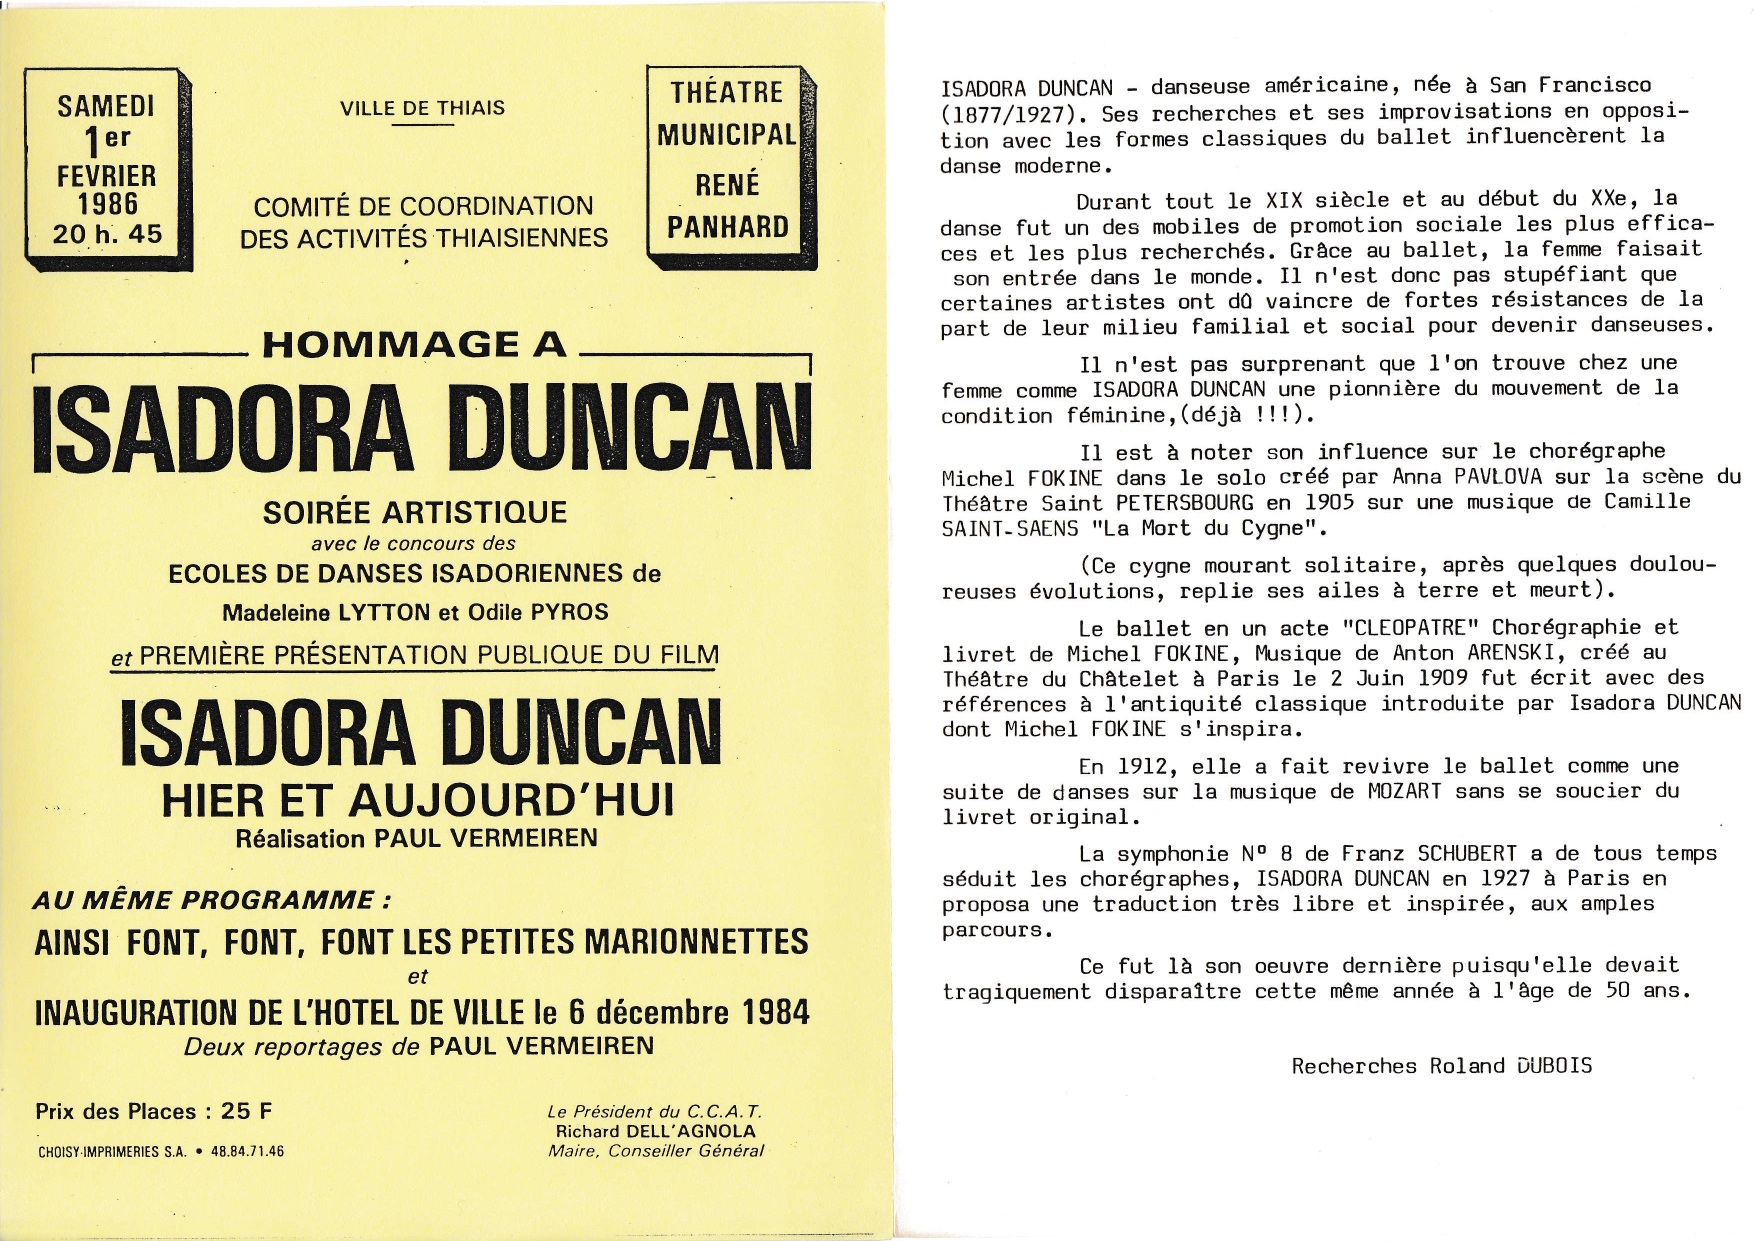 SAMEDI
1er
FEVRIER
1986
20 h. 45
VILLE DE THIAIS
COMITÉ DE COORDINATION
DES ACTIVITÉS THIAISIENNES
THÉATRE
MUNICIPAL
RENÉ
PANHARD
HOMMAGE A
ISADORA DUNCAN
SOIRÉE ARTISTIQUE
avec le concours des
ECOLES DE DANSES ISADORIENNES de
Madeleine LYTTON et Odile PYROS
et PREMIÈRE PRÉSENTATION PUBLIQUE DU FILM
ISADORA DUNCAN
HIER ET AUJOURD'HUI
Réalisation PAUL VERMEIREN
AU MÊME PROGRAMME :
AINSI FONT, FONT, FONT LES PETITES MARIONNETTES
et
INAUGURATION DE L'HOTEL DE VILLE le 6 décembre 1984
Deux reportages de PAUL VERMEIREN
Prix des Places : 25 F
CHOISY-IMPRIMERIES S.A. • 48.84.71.46
Le Président du C.C.A.T.
Richard DELL'AGNOLA
Maire, Conseiller Général
ISADORA DUNCAN - danseuse américaine, née à San Francisco
(1877/1927). Ses recherches et ses improvisations en opposi-
tion avec les formes classiques du ballet influencèrent la
danse moderne.
Durant tout le XIX siècle et au début du XXe, la
danse fut un des mobiles de promotion sociale les plus effica-
ces et les plus recherchés. Grâce au ballet, la femme faisait
son entrée dans le monde. Il n'est donc pas stupéfiant que
certaines artistes ont dû vaincre de fortes résistances de la
part de leur milieu familial et social pour devenir danseuses.
Il n'est pas surprenant que l'on trouve chez une
femme comme ISADORA DUNCAN une pionnière du mouvement de la
condition féminine,(déjà !!!).
Il est à noter son influence sur le chorégraphe
Michel FOKINE dans le solo créé par Anna PAVLOVA sur la scène du
Théâtre Saint PETERSBOURG en 1905 sur une musique de Camille
SAINT-SAENS "La Mort du Cygne".
(Ce cygne mourant solitaire, après quelques doulou-
reuses évolutions, replie ses ailes à terre et meurt).
Le ballet en un acte "CLEOPATRE" Chorégraphie et
livret de Michel FOKINE, Musique de Anton ARENSKI, créé au
Théâtre du Châtelet à Paris le 2 Juin 1909 fut écrit avec des
références à l'antiquité classique introduite par Isadora DUNCAN
dont Michel FOKINE s'inspira.
En 1912, elle a fait revivre le ballet comme une
suite de danses sur la musique de MOZART sans se soucier du
livret original.
La symphonie N° 8 de Franz SCHUBERT a de tous temps
séduit les chorégraphes, ISADORA DUNCAN en 1927 à Paris en
proposa une traduction très libre et inspirée, aux amples
parcours.
Ce fut là son oeuvre dernière puisqu'elle devait
tragiquement disparaître cette même année à l'âge de 50 ans.
Recherches Roland DUBOIS